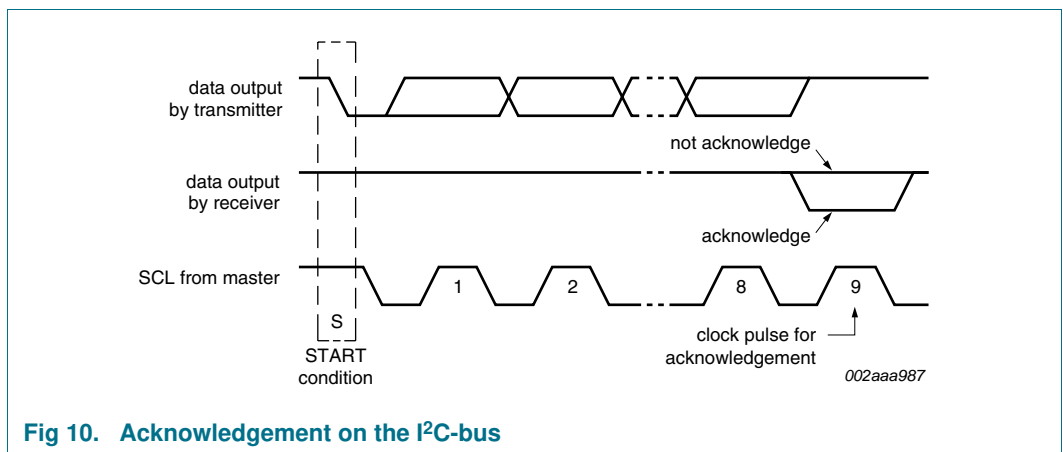 data output
by transmitter
not acknowledge
data output
by receiver
acknowledge
SCL from master
1
2
8
9
S
START
condition
clock pulse for
acknowledgement
002aaa987
Fig 10. Acknowledgement on the I²C-bus